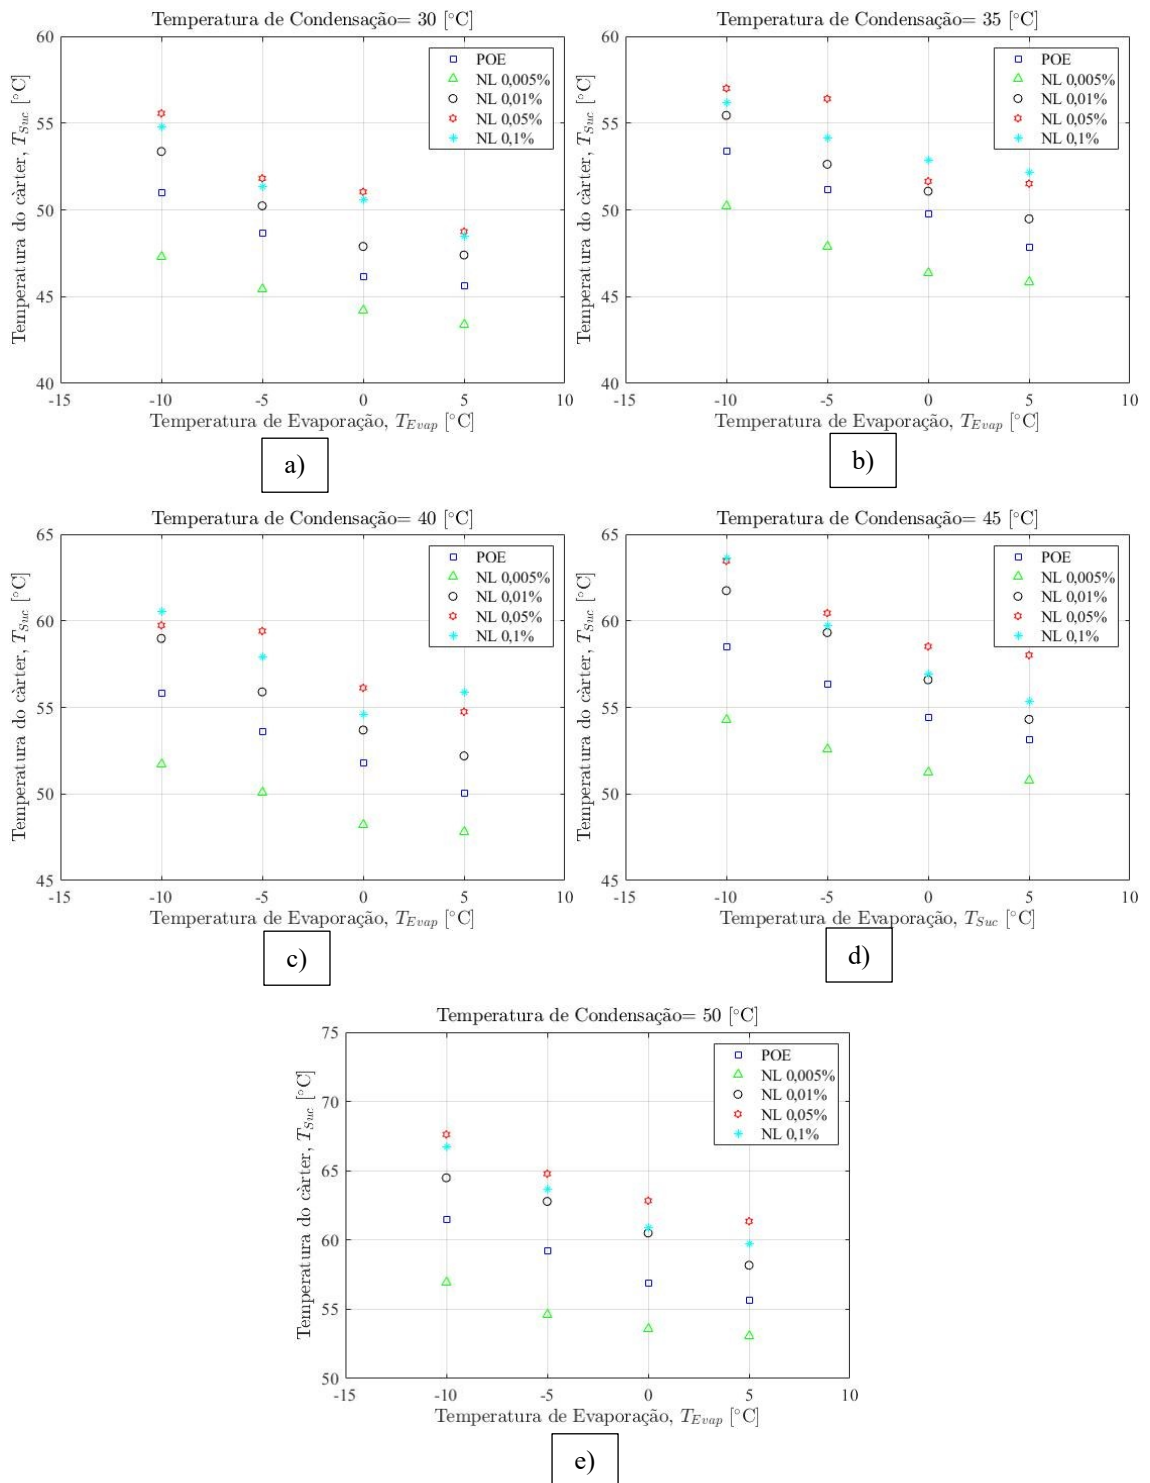 Temperatura de Condensação= 30 [°C]
60
55
50
45
40
-15
-10
-5
0
5
10
Temperatura do càrter, T_Suc [°C]
Temperatura de Evaporação, T_Evap [°C]
POE
NL 0,005%
NL 0,01%
NL 0,05%
NL 0,1%
a)
Temperatura de Condensação= 35 [°C]
60
55
50
45
40
-15
-10
-5
0
5
10
Temperatura do càrter, T_Suc [°C]
Temperatura de Evaporação, T_Evap [°C]
POE
NL 0,005%
NL 0,01%
NL 0,05%
NL 0,1%
b)
Temperatura de Condensação= 40 [°C]
65
60
55
50
45
-15
-10
-5
0
5
10
Temperatura do càrter, T_Suc [°C]
Temperatura de Evaporação, T_Evap [°C]
POE
NL 0,005%
NL 0,01%
NL 0,05%
NL 0,1%
c)
Temperatura de Condensação= 45 [°C]
65
60
55
50
45
-15
-10
-5
0
5
10
Temperatura do càrter, T_Suc [°C]
Temperatura de Evaporação, T_Suc [°C]
POE
NL 0,005%
NL 0,01%
NL 0,05%
NL 0,1%
d)
Temperatura de Condensação= 50 [°C]
75
70
65
60
55
50
-15
-10
-5
0
5
10
Temperatura do càrter, T_Suc [°C]
Temperatura de Evaporação, T_Evap [°C]
POE
NL 0,005%
NL 0,01%
NL 0,05%
NL 0,1%
e)